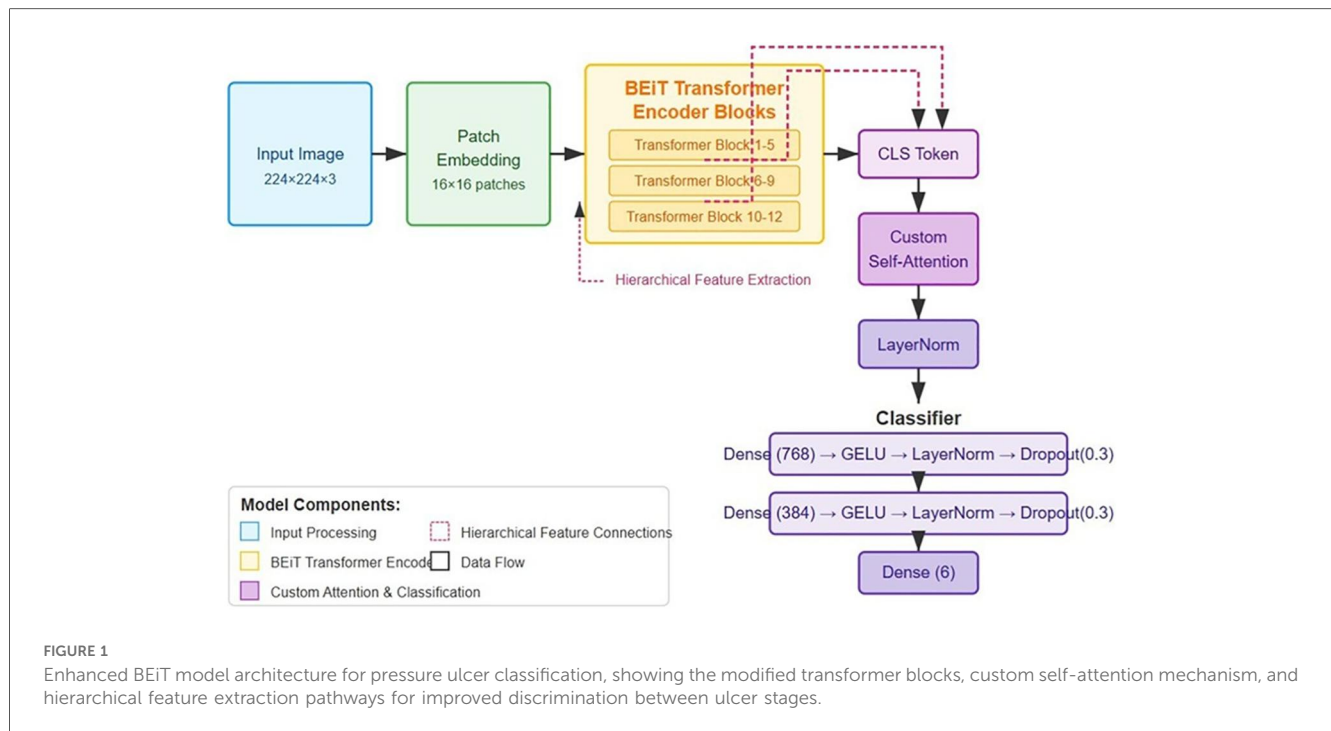 Input Image
224×224×3
Patch
Embedding
16×16 patches
BEiT Transformer
Encoder Blocks
Transformer Block 1-5
Transformer Block 6-9
Transformer Block 10-12
Hierarchical Feature Extraction
CLS Token
Custom
Self-Attention
LayerNorm
Classifier
Dense (768) → GELU → LayerNorm → Dropout(0.3)
Dense (384) → GELU → LayerNorm → Dropout(0.3)
Dense (6)
Model Components:
Input Processing
Hierarchical Feature Connections
BEiT Transformer Encode
Data Flow
Custom Attention & Classification
FIGURE 1
Enhanced BEiT model architecture for pressure ulcer classification, showing the modified transformer blocks, custom self-attention mechanism, and
hierarchical feature extraction pathways for improved discrimination between ulcer stages.